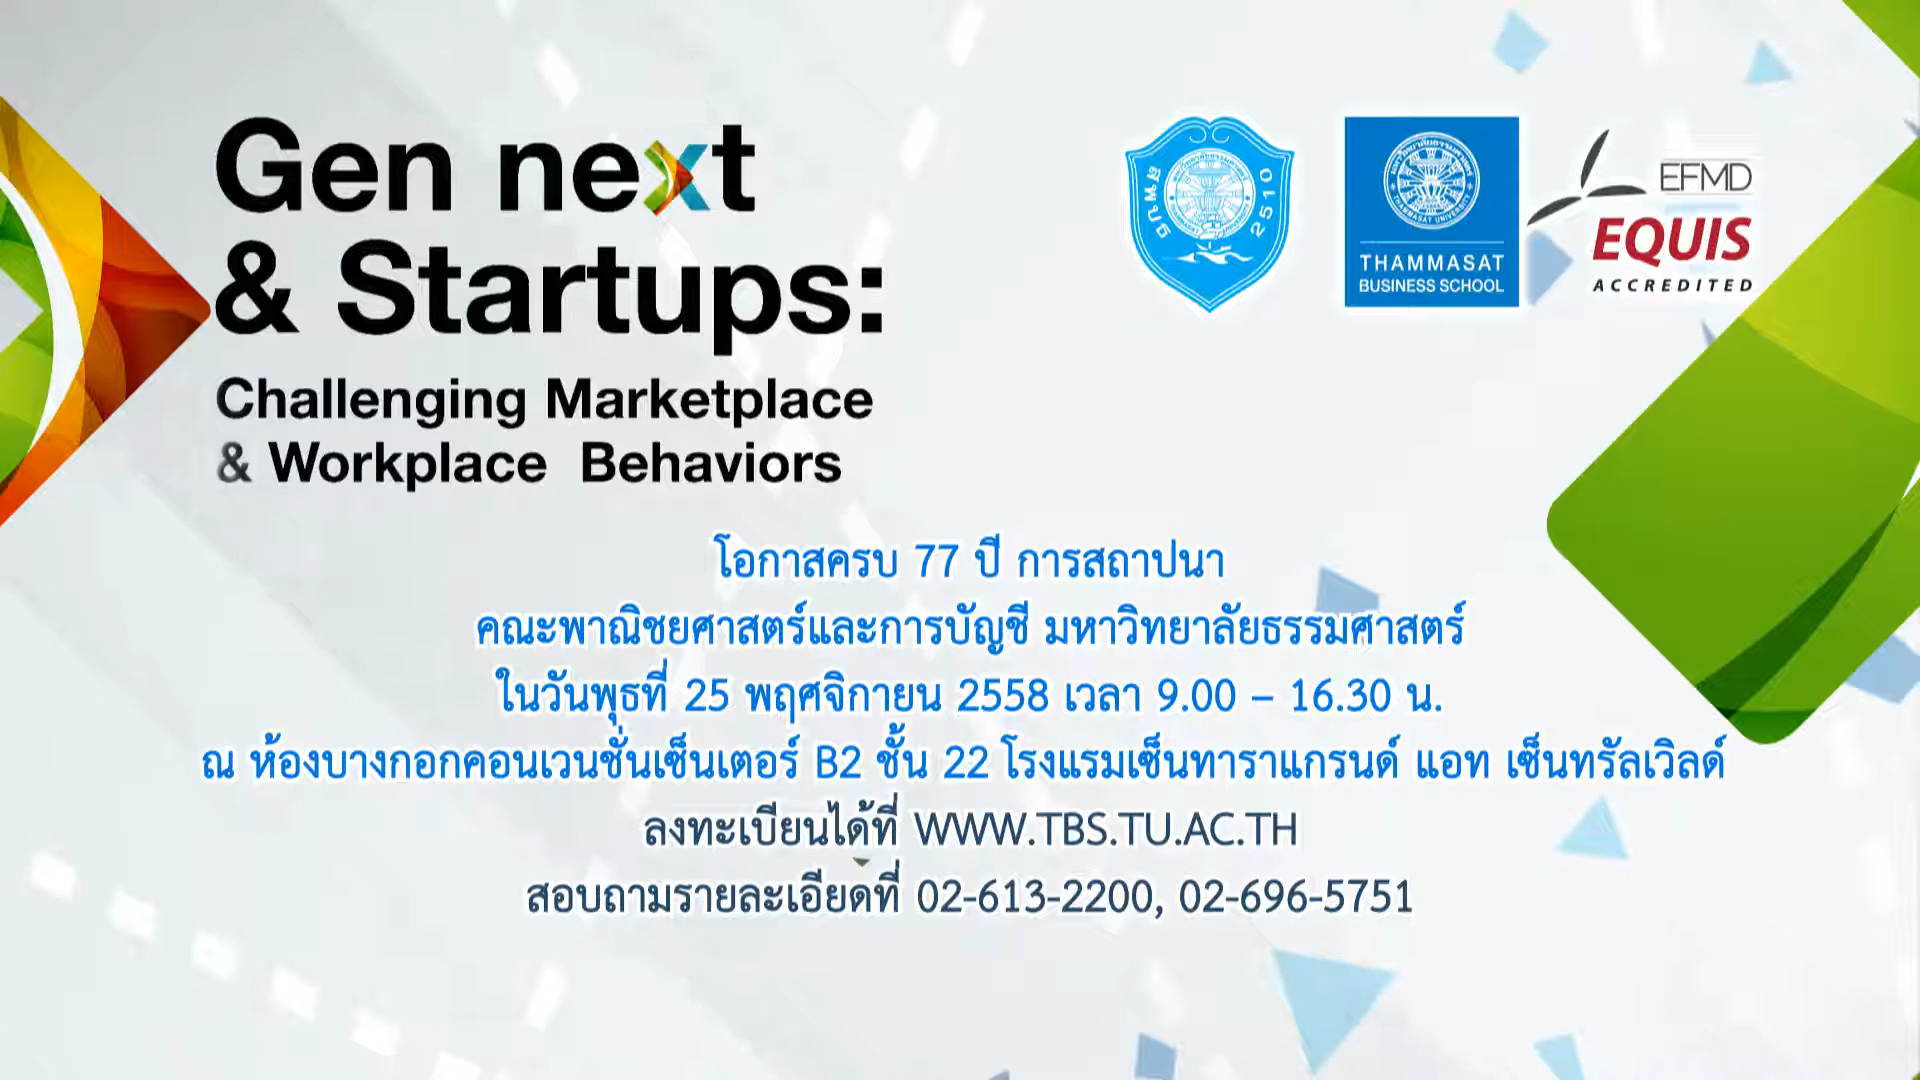 Gen next
& Startups:
Challenging Marketplace
& Workplace Behaviors
2510
THAMMASAT UNIVERSITY
THAMMASAT
BUSINESS SCHOOL
EFMD
EQUIS
ACCREDITED
โอกาสครบ 77 ปี การสถาปนา
คณะพาณิชยศาสตร์และการบัญชี มหาวิทยาลัยธรรมศาสตร์
ในวันพุธที่ 25 พฤศจิกายน 2558 เวลา 9.00 – 16.30 น.
ณ ห้องบางกอกคอนเวนชั่นเซ็นเตอร์ B2 ชั้น 22 โรงแรมเซ็นทาราแกรนด์ แอท เซ็นทรัลเวิลด์
ลงทะเบียนได้ที่ WWW.TBS.TU.AC.TH
สอบถามรายละเอียดที่ 02-613-2200, 02-696-5751